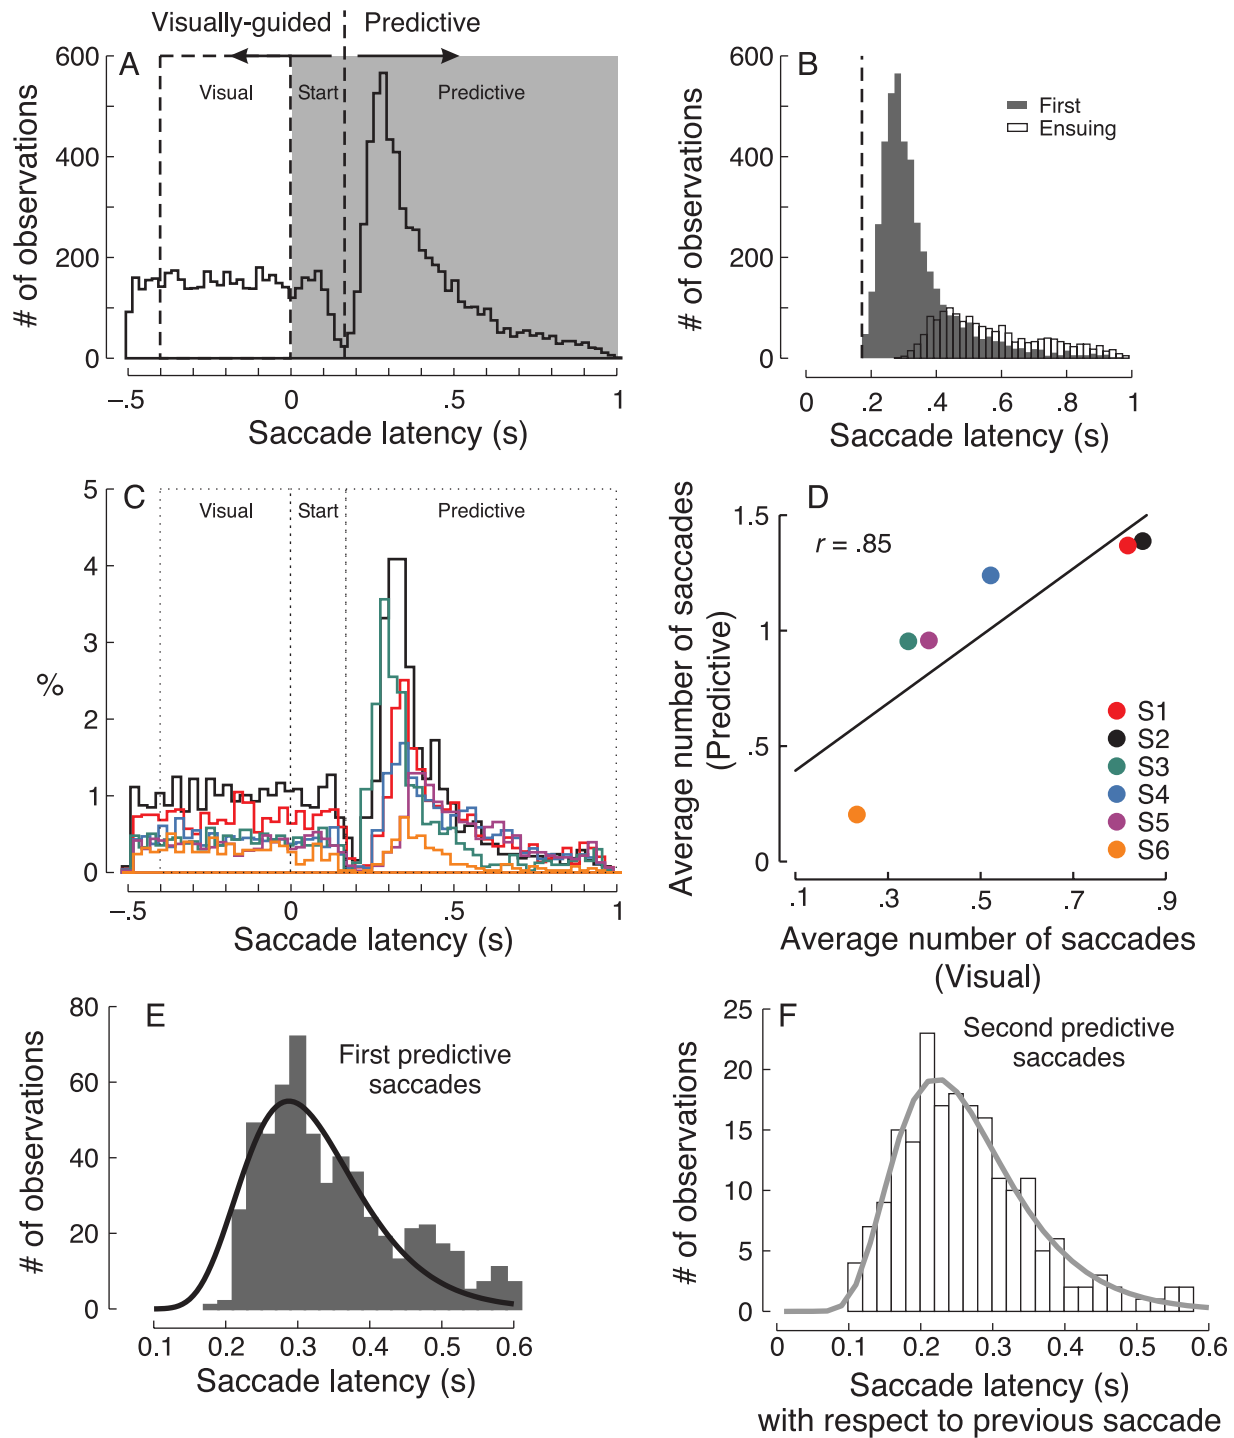 Visually-guided
Predictive
A
Visual
Start
Predictive
# of observations
600
400
200
0
–.5
0
.5
1
Saccade latency (s)
B
First
Ensuing
# of observations
600
400
200
0
0
.2
.4
.6
.8
1
Saccade latency (s)
C
Visual
Start
Predictive
%
5
4
3
2
1
0
–.5
0
.5
1
Saccade latency (s)
D
r = .85
Average number of saccades
(Predictive)
1.5
1
.5
0
S1
S2
S3
S4
S5
S6
.1
.3
.5
.7
.9
Average number of saccades
(Visual)
E
First predictive
saccades
# of observations
80
60
40
20
0
0.1
0.2
0.3
0.4
0.5
0.6
Saccade latency (s)
F
Second predictive
saccades
# of observations
25
20
15
10
5
0
0
0.1
0.2
0.3
0.4
0.5
0.6
Saccade latency (s)
with respect to previous saccade